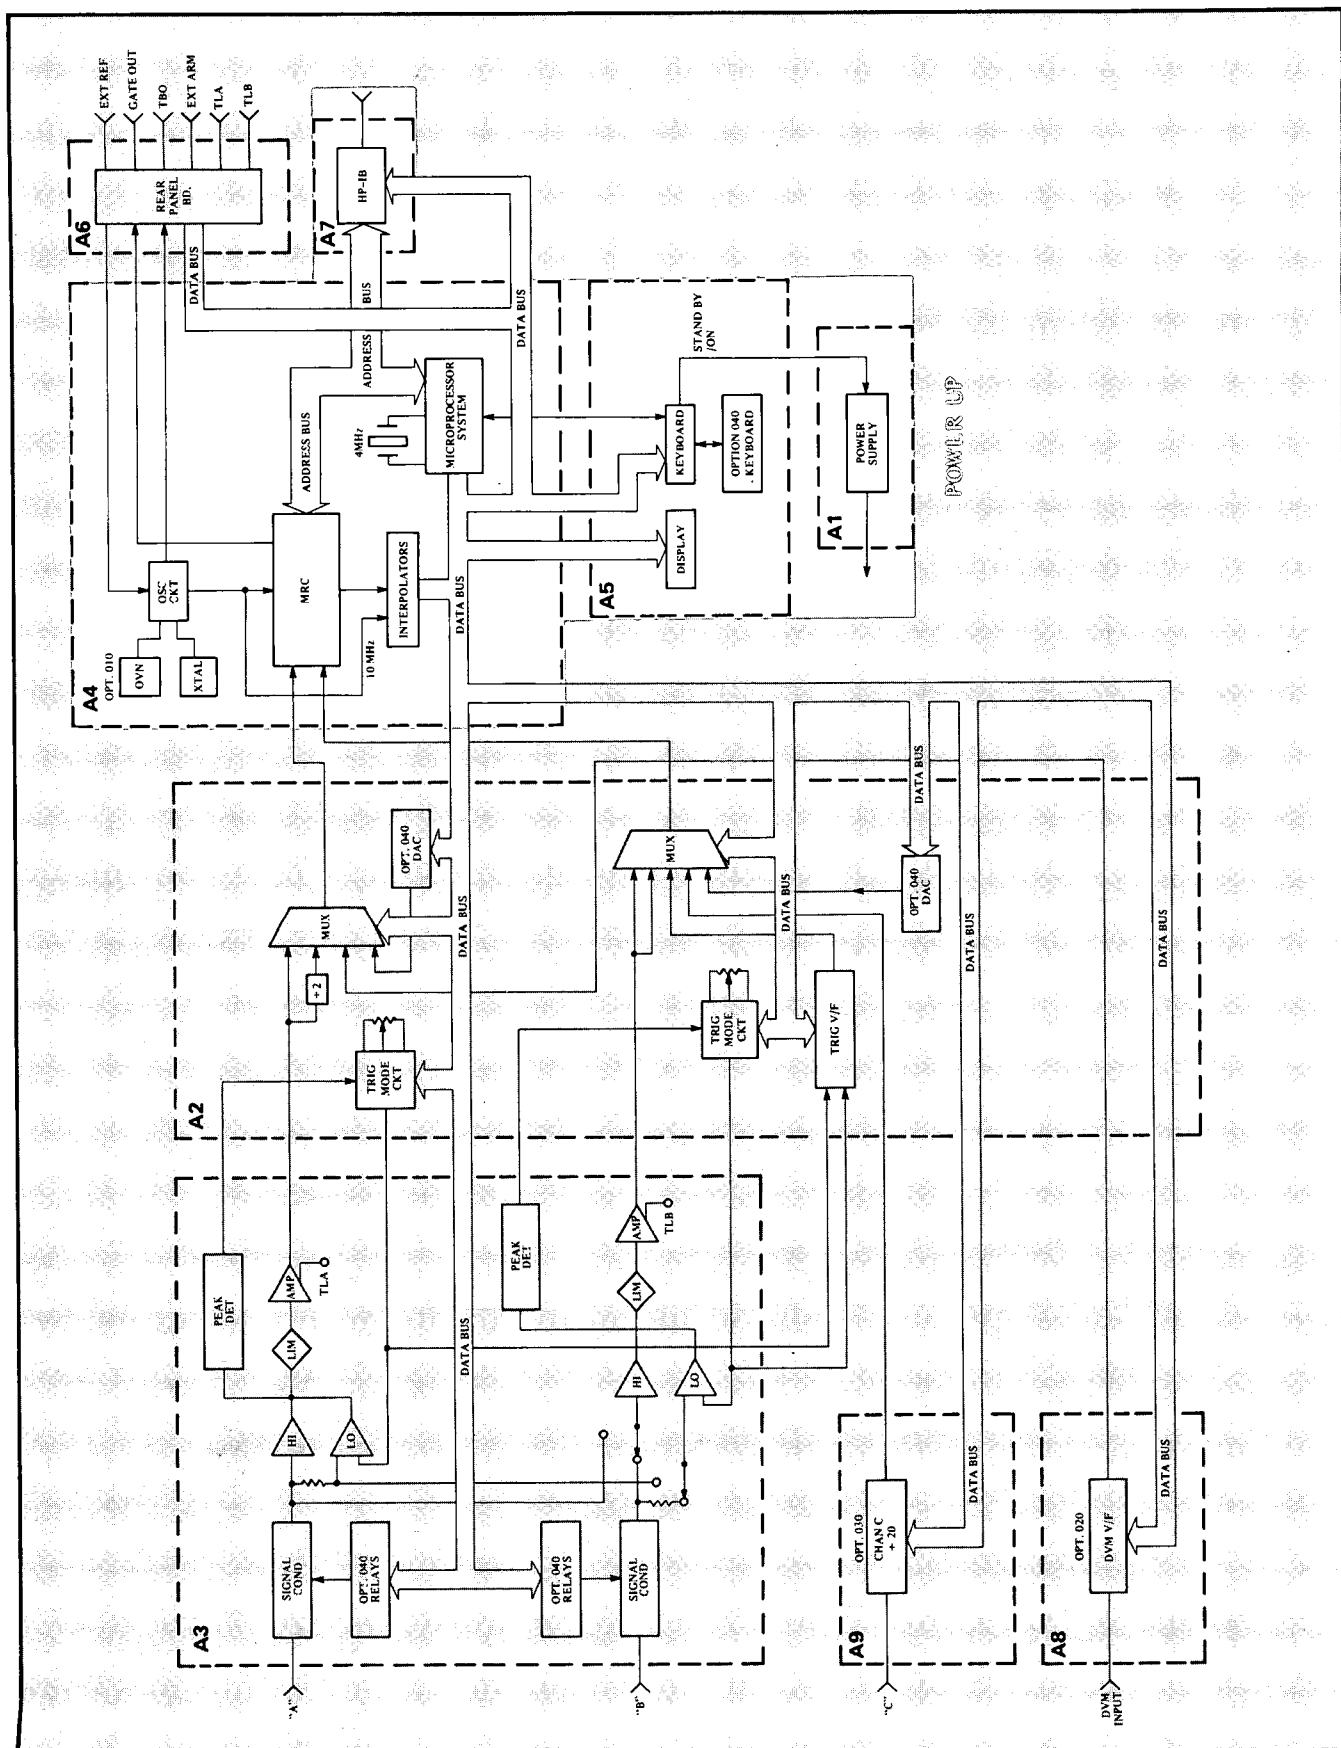 A6
REAR
PANEL
BD.
EXT REF
GATE OUT
TBO
EXT ARM
TLA
TLB
DATA BUS
A7
HP-IB
A4
OPT. 010
OVN
XTAL
OSC
CKT
MRC
10 MHz
INTERPOLATORS
ADDRESS BUS
ADDRESS BUS
4MHz
MICROPROCESSOR
SYSTEM
DATA BUS
DATA BUS
A5
DISPLAY
KEYBOARD
OPTION 040
KEYBOARD
STAND BY
/ON
A1
POWER
SUPPLY
POWER UP
A2
MUX
÷2
OPT. 040
DAC
TRIG
MODE
CKT
DATA BUS
MUX
TRIG
MODE
CKT
DATA BUS
TRIG V/F
OPT. 040
DAC
DATA BUS
DATA BUS
DATA BUS
A3
"A"
SIGNAL
COND
OPT. 040
RELAYS
HI
LO
LIM
AMP
TLA
PEAK
DET
DATA BUS
OPT. 040
RELAYS
"B"
SIGNAL
COND
HI
LO
LIM
AMP
TLB
PEAK
DET
A9
"C"
OPT. 030
CHAN C
÷ 20
DATA BUS
A8
DVM
INPUT
OPT. 020
DVM V/F
DATA BUS